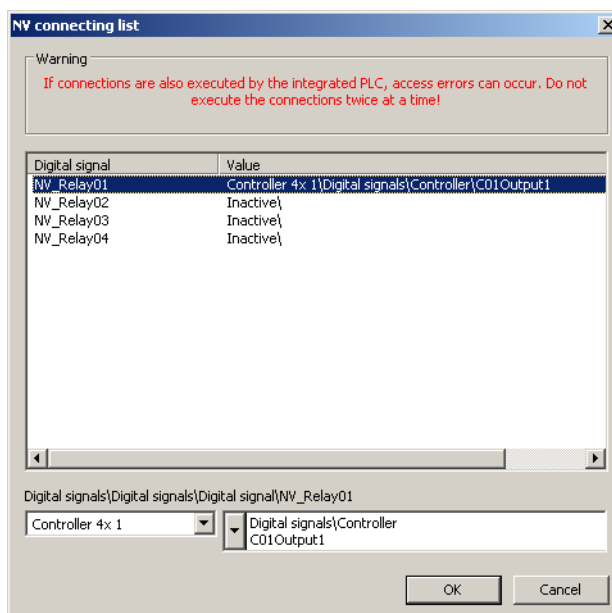 NV connecting list
Warning
If connections are also executed by the integrated PLC, access errors can occur. Do not
execute the connections twice at a time!
Digital signal Value
NV_Relay01 Controller 4x 1\Digital signals\Controller\C01Output1
NV_Relay02 Inactive\
NV_Relay03 Inactive\
NV_Relay04 Inactive\
Digital signals\Digital signals\Digital signal\NV_Relay01
Controller 4x 1 Digital signals\Controller
C01Output1
OK Cancel